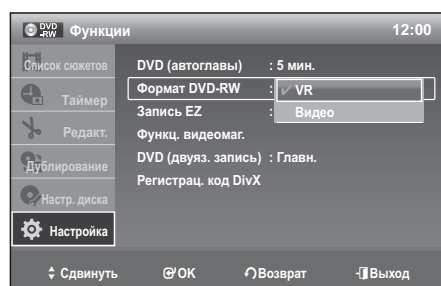 DVD -RW Функции 12:00
Список сюжетов
Таймер
Редакт.
Дублирование
Настр. диска
Настройка
DVD (автоглавы) : 5 мин.
Формат DVD-RW : ✓ VR
Запись EZ : Видео
Функц. видеомаг.
DVD (двуяз. запись) : Главн.
Регистрац. код DivX
Сдвинуть OK Возврат Выход